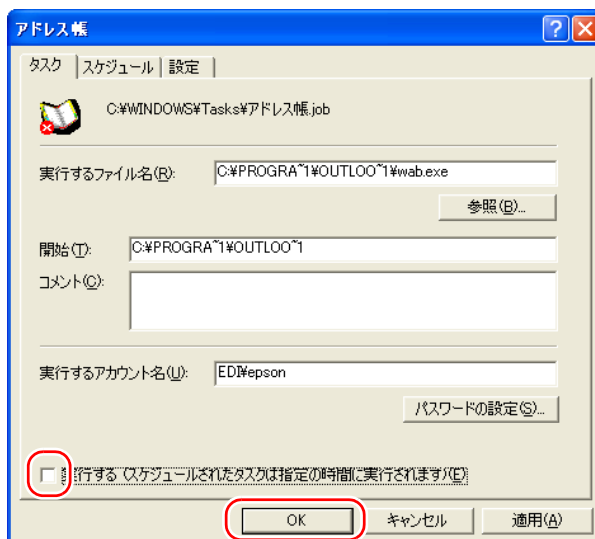 アドレス帳
タスク スケジュール 設定
C:¥WINDOWS¥Tasks¥アドレス帳.job
実行するファイル名(R): C:¥PROGRA~1¥OUTLOO~1¥wab.exe
参照(B)...
開始(T): C:¥PROGRA~1¥OUTLOO~1
コメント(C):
実行するアカウント名(U): EDI¥epson
パスワードの設定(S)...
実行する (スケジュールされたタスクは指定の時間に実行されます)(E)
OK キャンセル 適用(A)